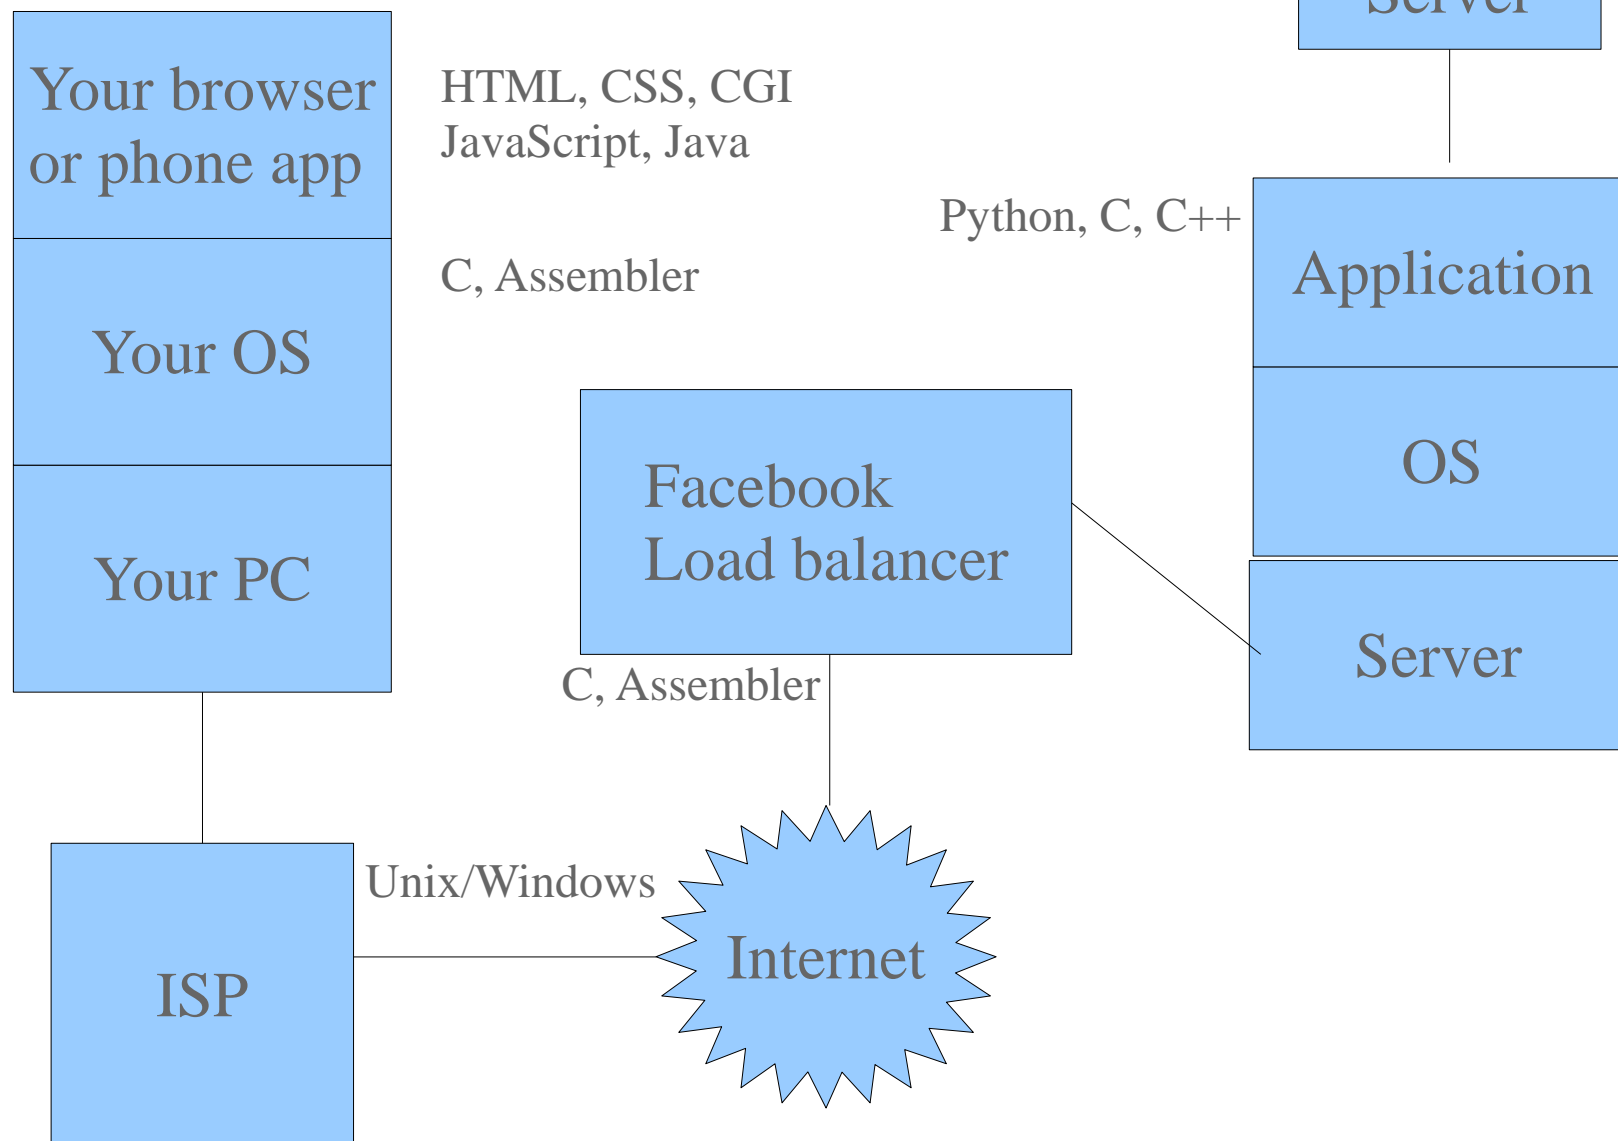 Server
Your browser
or phone app
HTML, CSS, CGI
JavaScript, Java
Python, C, C++
C, Assembler
Application
Your OS
OS
Facebook
Load balancer
Your PC
Server
C, Assembler
Unix/Windows
Internet
ISP